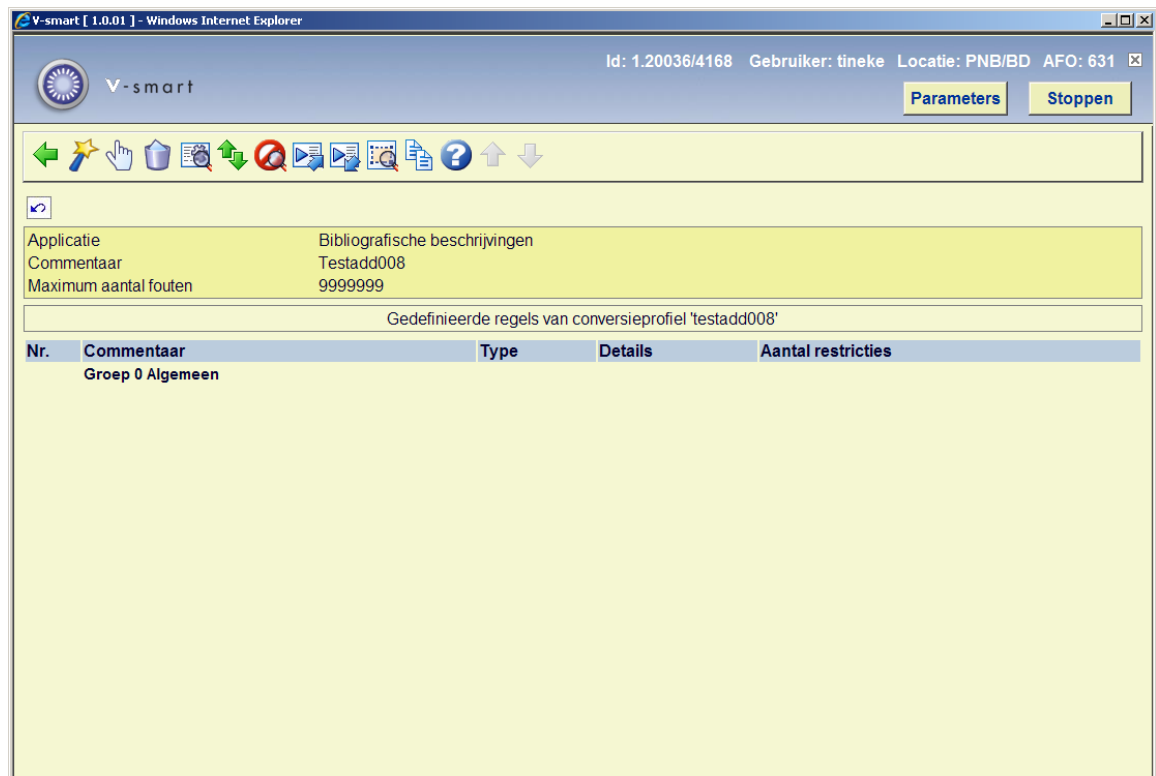 V-smart [ 1.0.01 ] - Windows Internet Explorer
Id: 1.20036/4168 Gebruiker: tineke Locatie: PNB/BD AFO: 631
V-smart
Parameters Stoppen
Applicatie Bibliografische beschrijvingen
Commentaar Testadd008
Maximum aantal fouten 9999999
Gedefinieerde regels van conversieprofiel 'testadd008'
Nr. Commentaar Type Details Aantal restricties
Groep 0 Algemeen